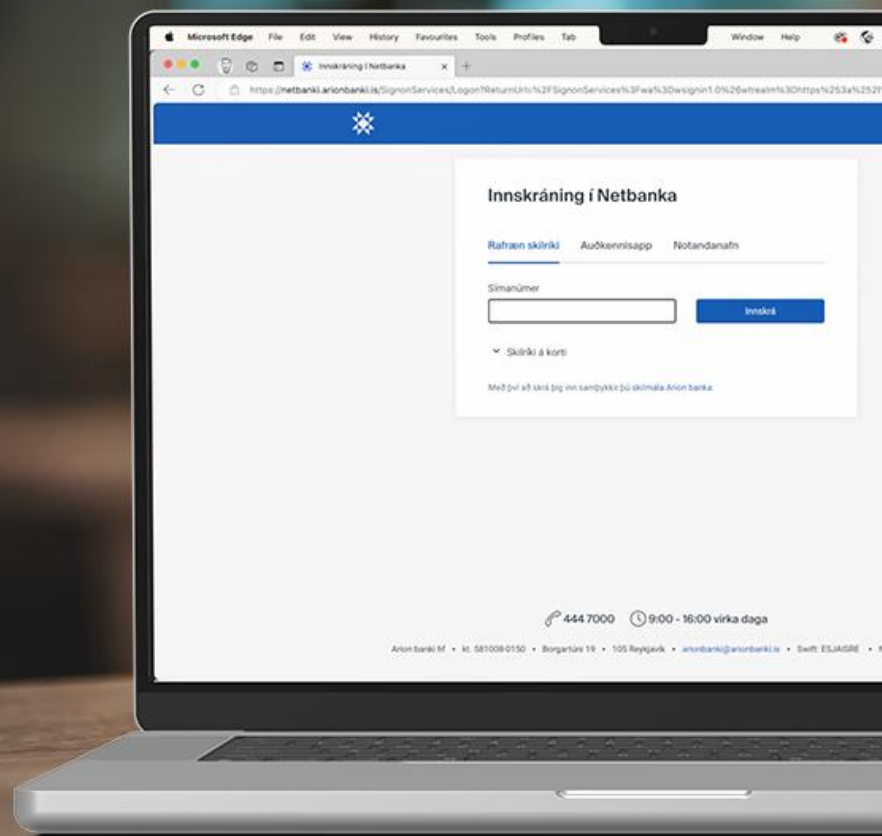 Microsoft Edge File Edit View History Favourites Tools Profiles Tab Window Help
Innskráning í Netbanka
https://netbanki.arionbanki.is/SignonServices/Logon?ReturnUrl=%2FSignonServices%3Fwa%3Dwsignin1.0%26wtrealm%3Dhttps%253a%252f
Innskráning í Netbanka
Rafræn skilríki Auðkennisapp Notandanafn
Símanúmer
Innskrá
Skilríki á korti
Með því að skrá þig inn samþykkir þú skilmála Arion banka
444 7000 9:00 - 16:00 virka daga
Arion banki hf • kt. 581008-0150 • Borgartúni 19 • 105 Reykjavík • arionbanki@arionbanki.is • Swift: ESJAISRE •